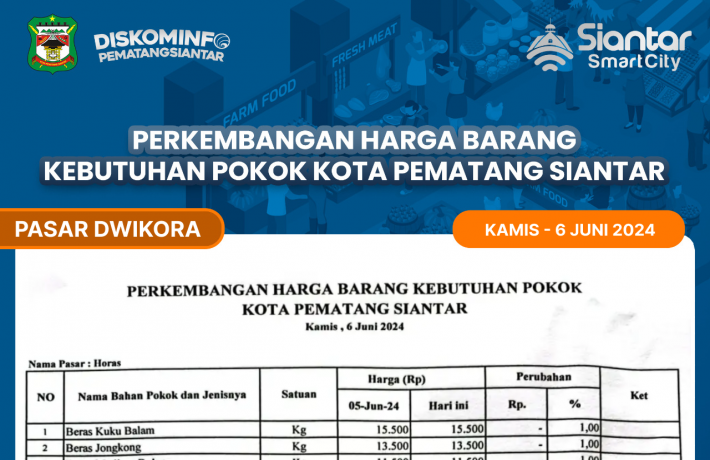 DISKOMINFO
PEMATANGSIANTAR
Siantar
SmartCity
FRESH MEAT
FARM FOOD
FARM FOOD
PERKEMBANGAN HARGA BARANG
KEBUTUHAN POKOK KOTA PEMATANG SIANTAR
PASAR DWIKORA
KAMIS - 6 JUNI 2024
PERKEMBANGAN HARGA BARANG KEBUTUHAN POKOK
KOTA PEMATANG SIANTAR
Kamis , 6 Juni 2024
Nama Pasar : Horas
NO Nama Bahan Pokok dan Jenisnya Satuan Harga (Rp) Perubahan Ket
05-Jun-24 Hari ini Rp. %
1 Beras Kuku Balam Kg 15.500 15.500 - 1,00
2 Beras Jongkong Kg 13.500 13.500 - 1,00